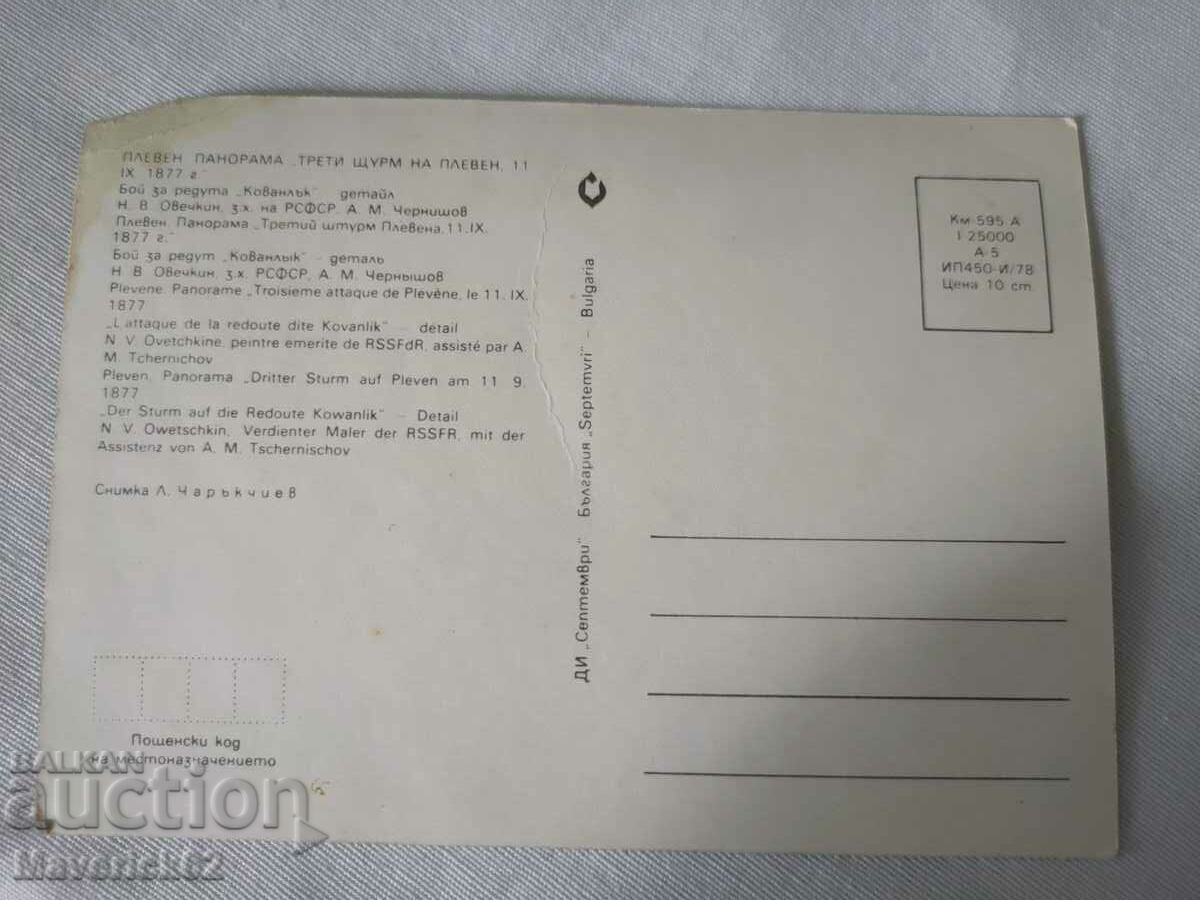 ПЛЕВЕН ПАНОРАМА „ТРЕТИ ЩУРМ НА ПЛЕВЕН, 11
IX. 1877 г."
Бой за редута „Кованлък" – детайл
Н. В. Овечкин, з.х. на РСФСР, А. М. Чернишов
Плевен. Панорама „Третий штурм Плевена, 11. IX.
1877 г."
Бой за редут „Кованлык" – деталь
Н. В. Овечкин, з.х. РСФСР, А. М. Чернышов
Plevene. Panorame „Troisieme attaque de Plevène, le 11. IX.
1877
„L'attaque de la redoute dite Kovanlik" – detail
N. V. Ovetchkine, peintre emerite de RSSFdR, assisté par A.
M. Tchernichov
Pleven. Panorama „Dritter Sturm auf Pleven am 11. 9.
1877
„Der Sturm auf die Redoute Kowanlik" – Detail
N. V. Owetschkin, Verdienter Maler der RSSFR, mit der
Assistenz von A. M. Tschernischov
Снимка Л. Чаръкчиев
Пощенски код
на местоназначението
ДИ „Септември" България „Septemvri" – Bulgaria
Км 595 А
I 25000
А-5
ИП450-И/78
Цена 10 ст.
BALKAN
auction
Maverick62